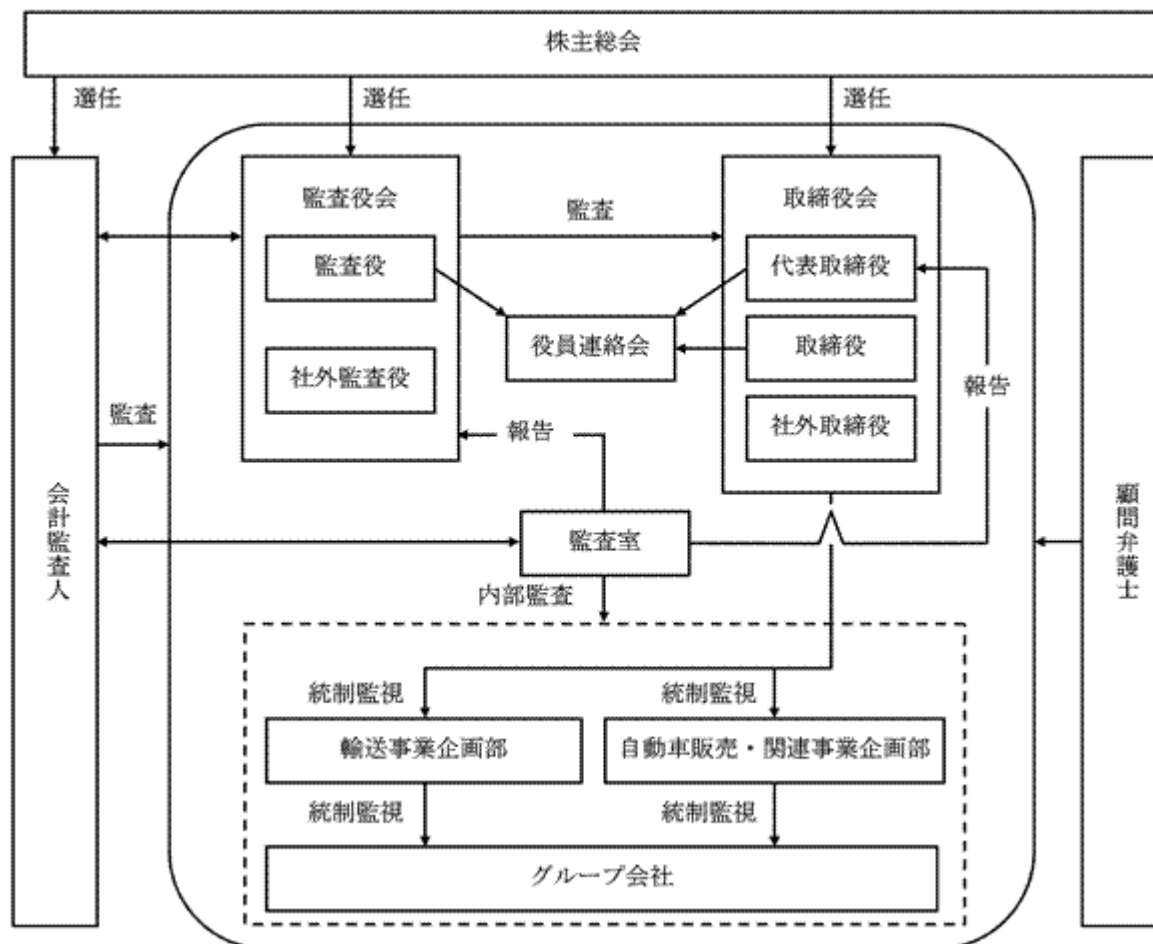 株主総会
選任
選任
選任
監査役会
監査
取締役会
監査役
代表取締役
役員連絡会
取締役
社外監査役
報告
監査
報告
社外取締役
会計監査人
顧問弁護士
監査室
内部監査
統制監視
統制監視
輸送事業企画部
自動車販売・関連事業企画部
統制監視
統制監視
グループ会社